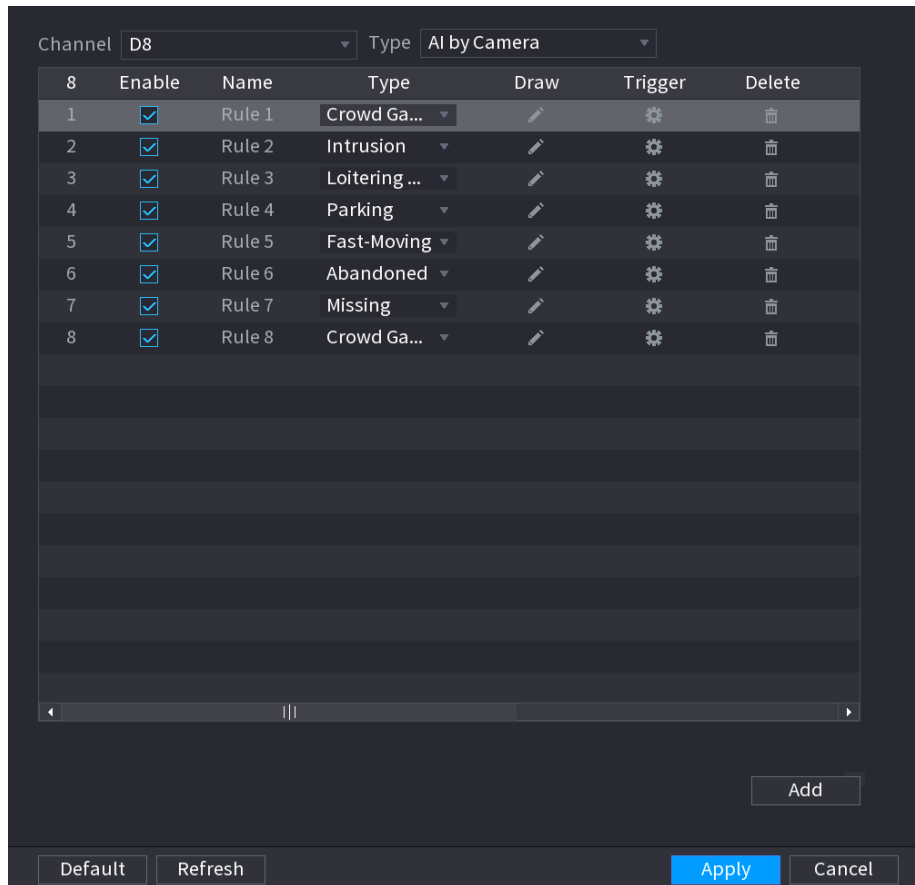 Channel D8 Type AI by Camera
8 Enable Name Type Draw Trigger Delete
1 Rule 1 Crowd Ga...
2 Rule 2 Intrusion
3 Rule 3 Loitering ...
4 Rule 4 Parking
5 Rule 5 Fast-Moving
6 Rule 6 Abandoned
7 Rule 7 Missing
8 Rule 8 Crowd Ga...
Add
Default Refresh Apply Cancel